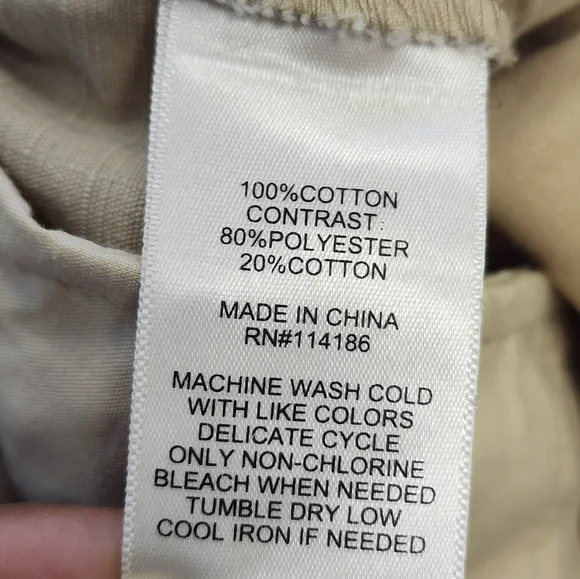 100%COTTON
CONTRAST:
80%POLYESTER
20%COTTON
MADE IN CHINA
RN#114186
MACHINE WASH COLD
WITH LIKE COLORS
DELICATE CYCLE
ONLY NON-CHLORINE
BLEACH WHEN NEEDED
TUMBLE DRY LOW
COOL IRON IF NEEDED